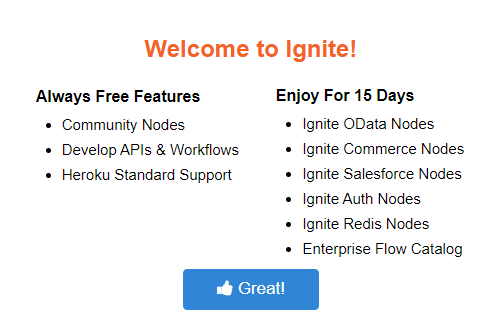 Welcome to Ignite!
Always Free Features
• Community Nodes
• Develop APIs & Workflows
• Heroku Standard Support
Enjoy For 15 Days
• Ignite OData Nodes
• Ignite Commerce Nodes
• Ignite Salesforce Nodes
• Ignite Auth Nodes
• Ignite Redis Nodes
• Enterprise Flow Catalog
Great!